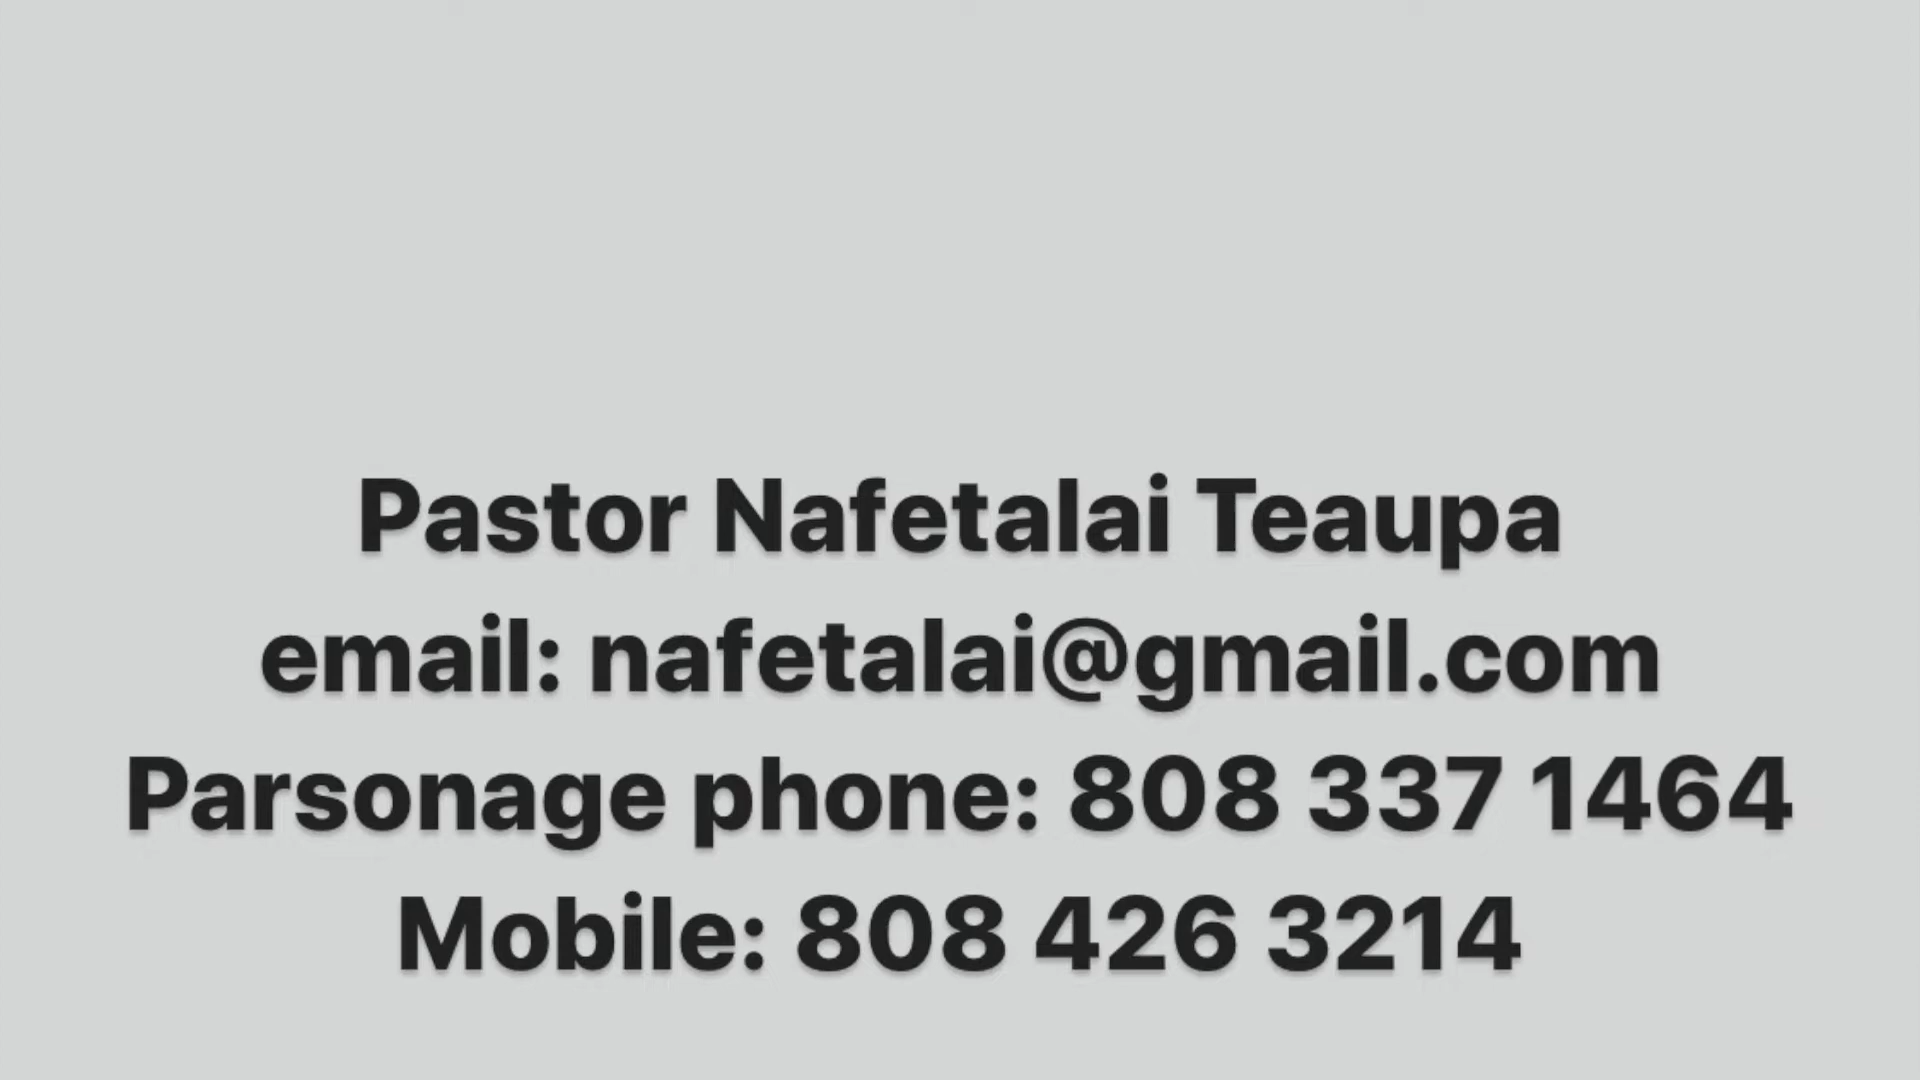 Pastor Nafetalai Teaupa
email: nafetalai@gmail.com
Parsonage phone: 808 337 1464
Mobile: 808 426 3214